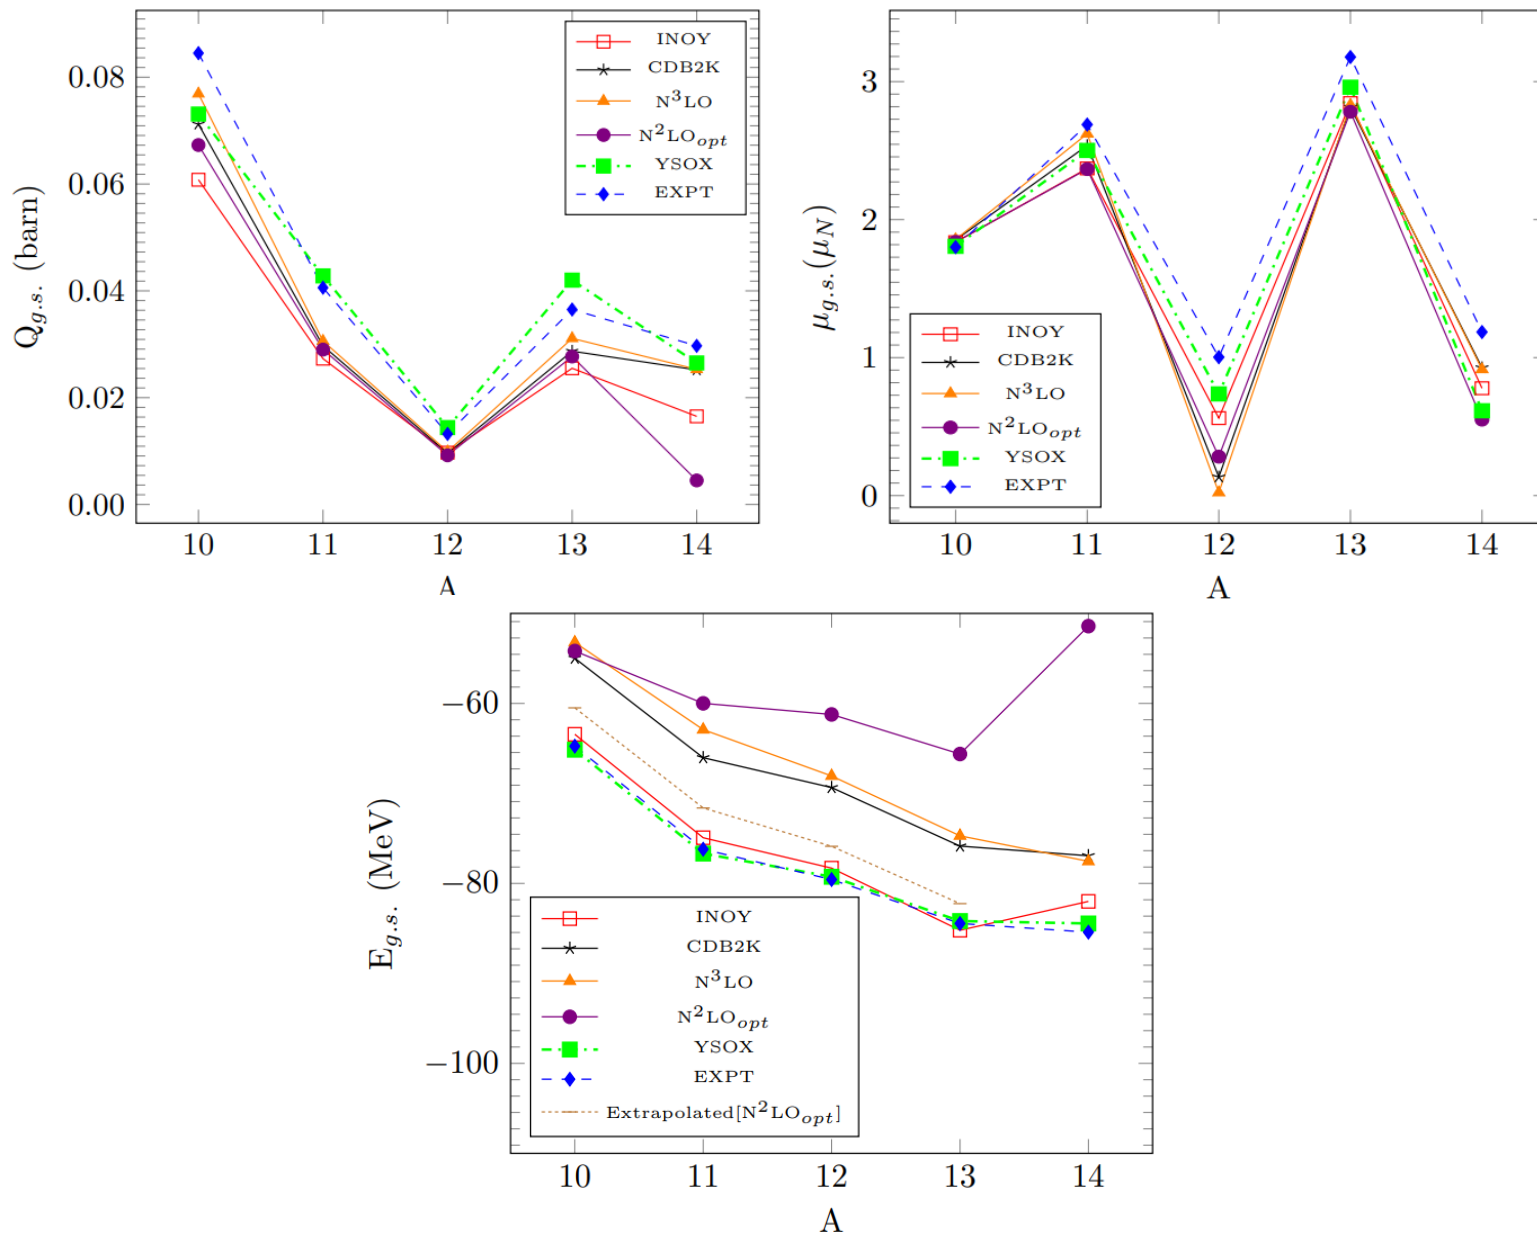 Q_{g.s.} (barn)
0.08
0.06
0.04
0.02
0.00
10 11 12 13 14
A
INOY
CDB2K
N³LO
N²LO_{opt}
YSOX
EXPT
μ_{g.s.}(μ_N)
3
2
1
0
10 11 12 13 14
A
INOY
CDB2K
N³LO
N²LO_{opt}
YSOX
EXPT
E_{g.s.} (MeV)
−60
−80
−100
10 11 12 13 14
A
INOY
CDB2K
N³LO
N²LO_{opt}
YSOX
EXPT
Extrapolated[N²LO_{opt}]